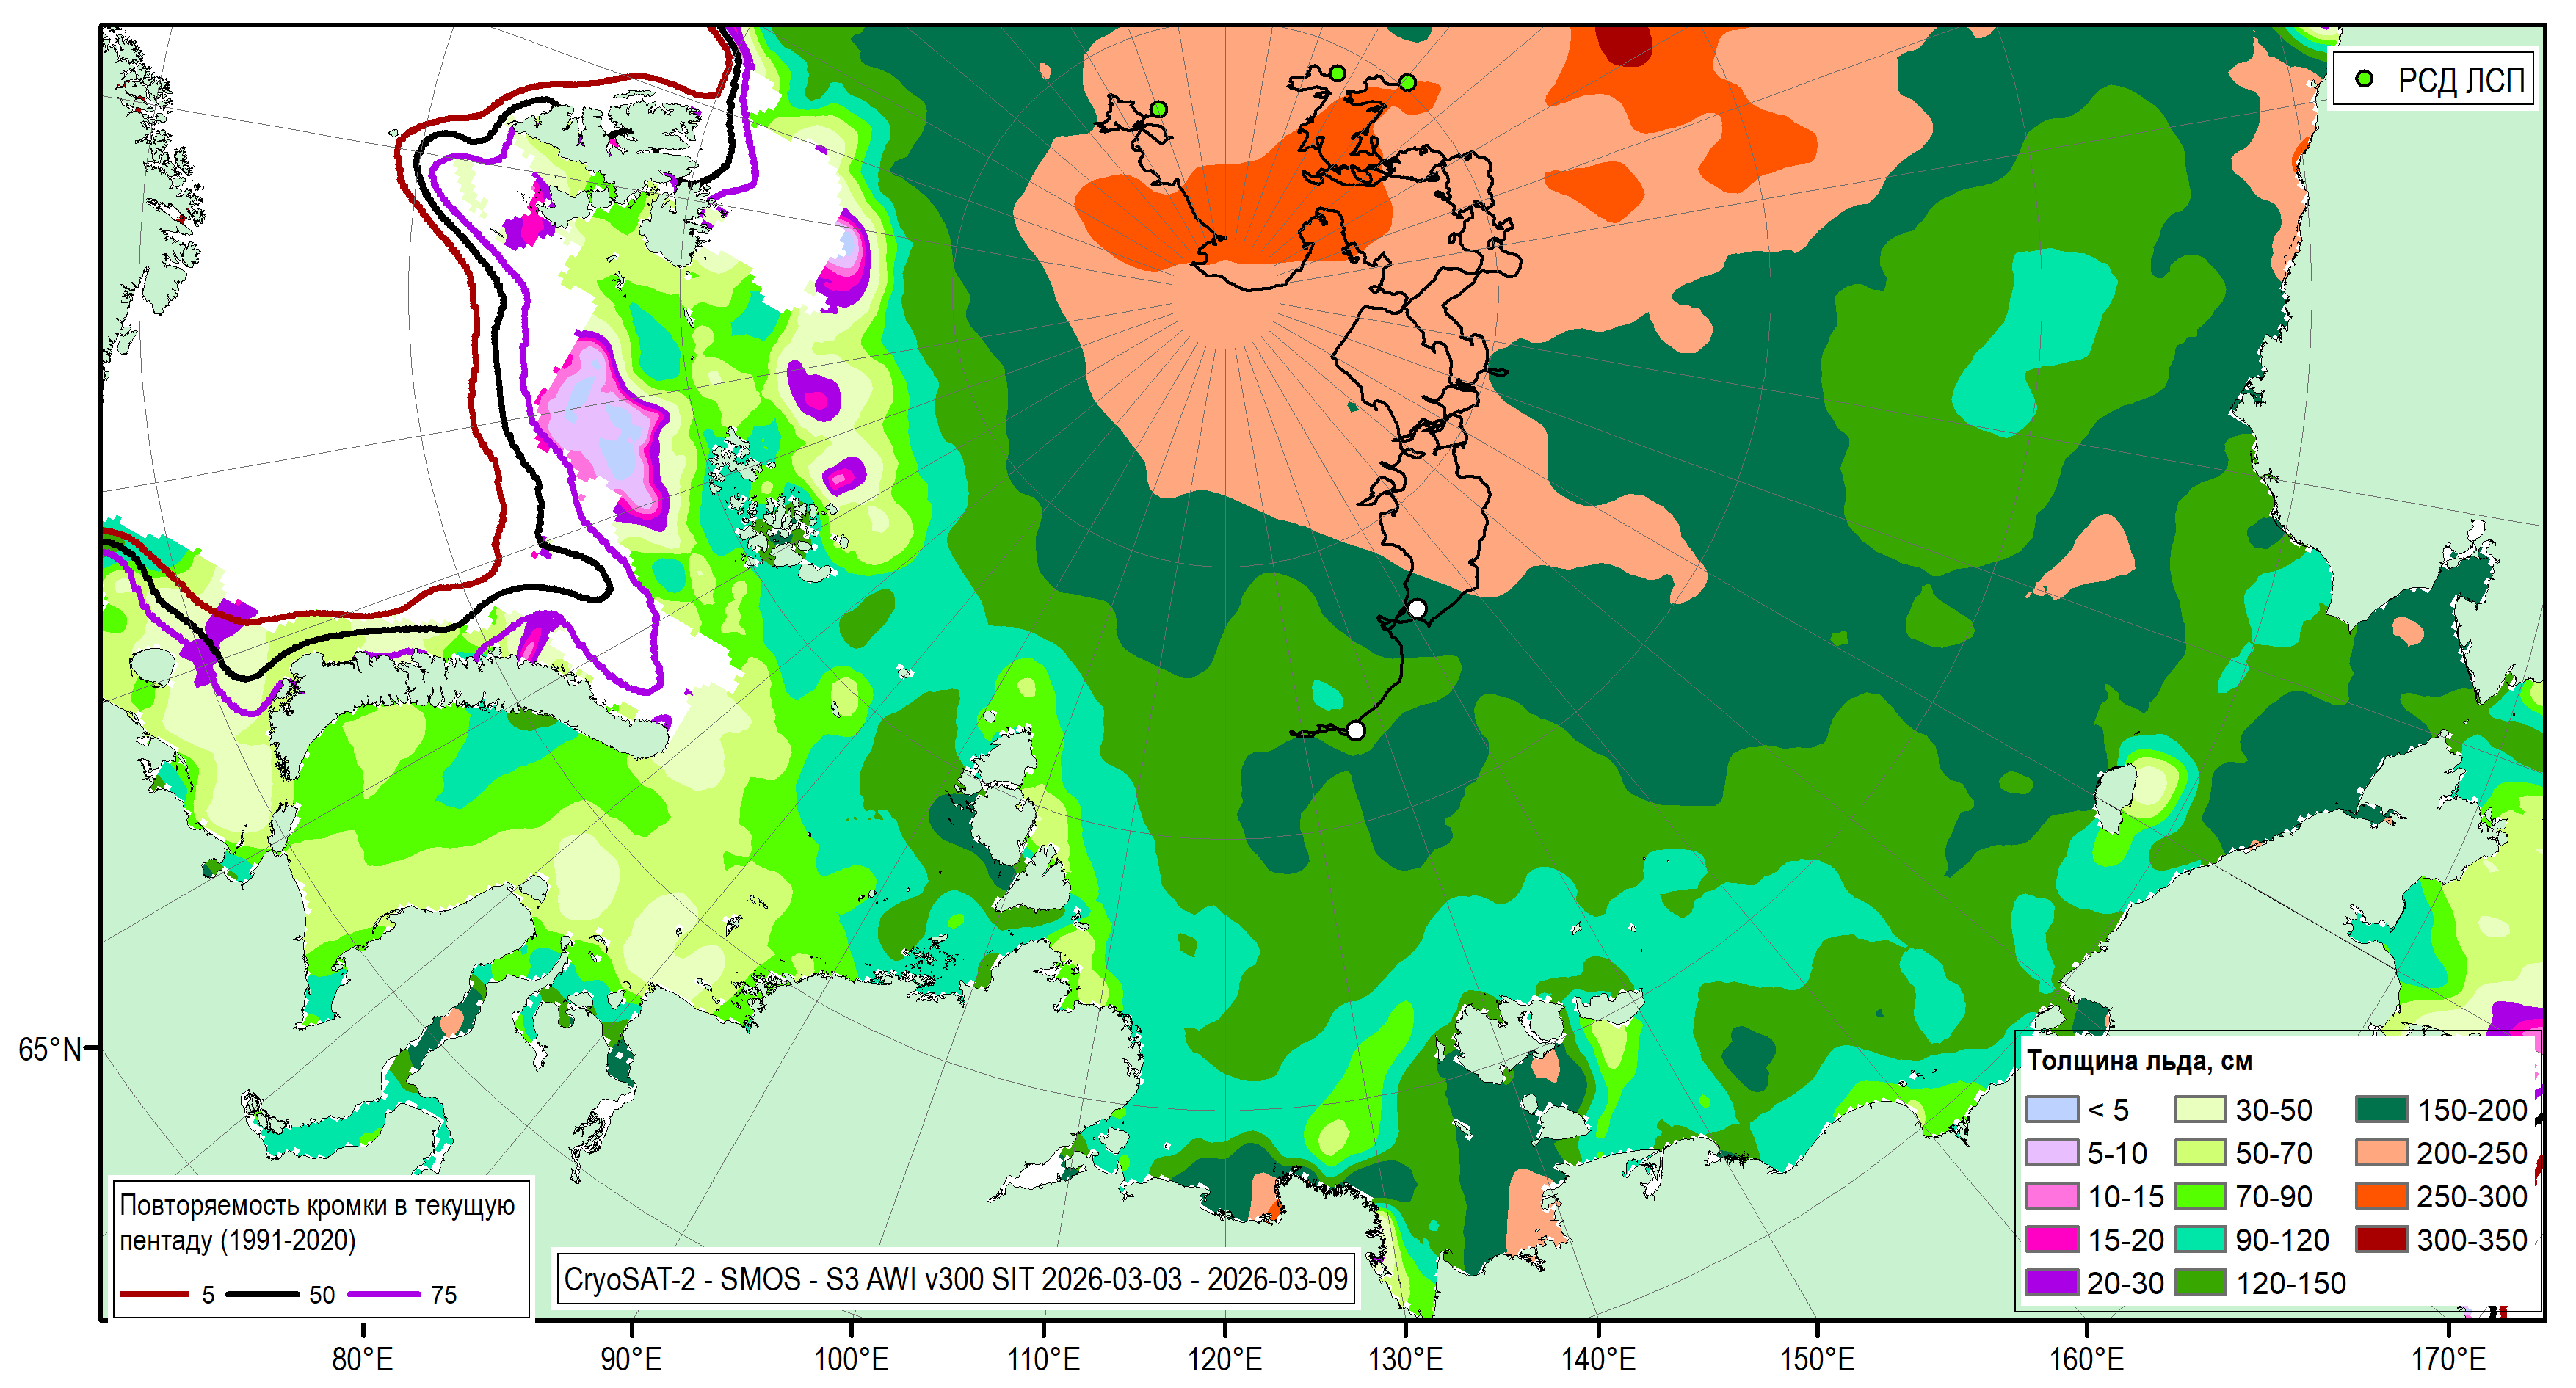 РСД ЛСП
65°N
Толщина льда, см
< 5 30-50 150-200
5-10 50-70 200-250
10-15 70-90 250-300
15-20 90-120 300-350
20-30 120-150
Повторяемость кромки в текущую
пентаду (1991-2020)
5 50 75
CryoSAT-2 - SMOS - S3 AWI v300 SIT 2026-03-03 - 2026-03-09
80°E 90°E 100°E 110°E 120°E 130°E 140°E 150°E 160°E 170°E